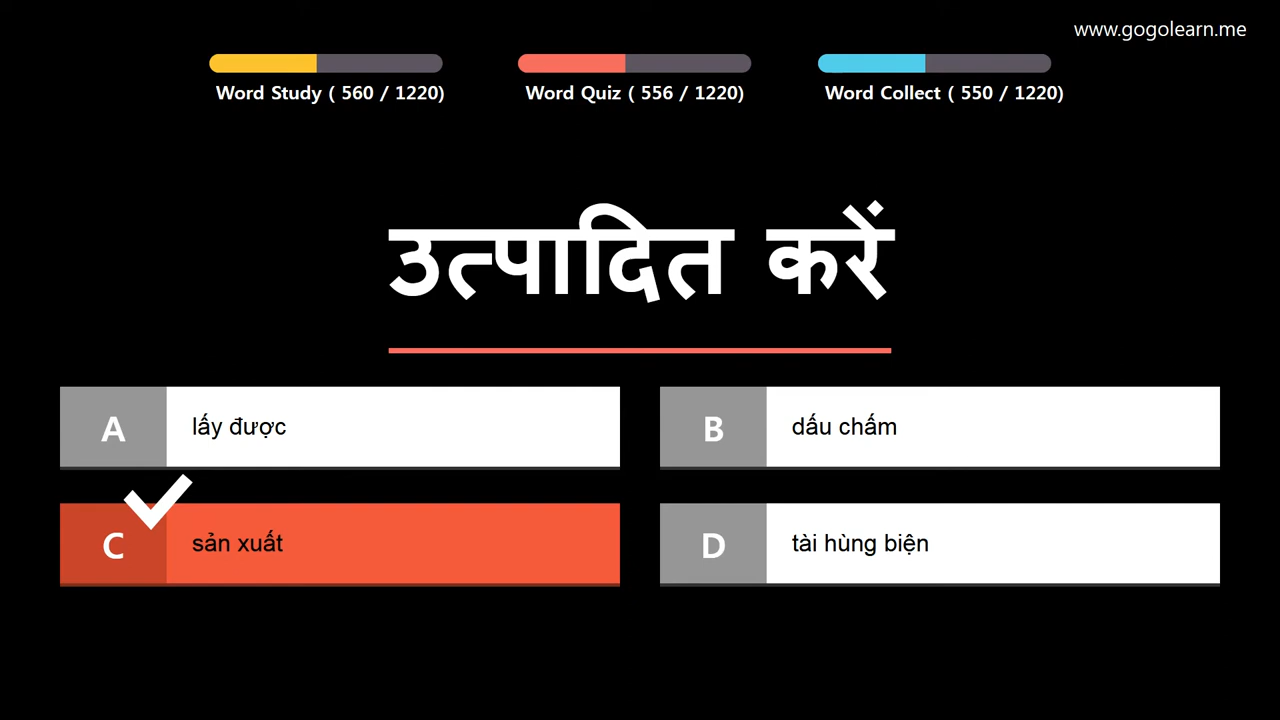 www.gogolearn.me
Word Study ( 560 / 1220)
Word Quiz ( 556 / 1220)
Word Collect ( 550 / 1220)
उत्पादित करें
A lấy được
B dấu chấm
C sản xuất
D tài hùng biện